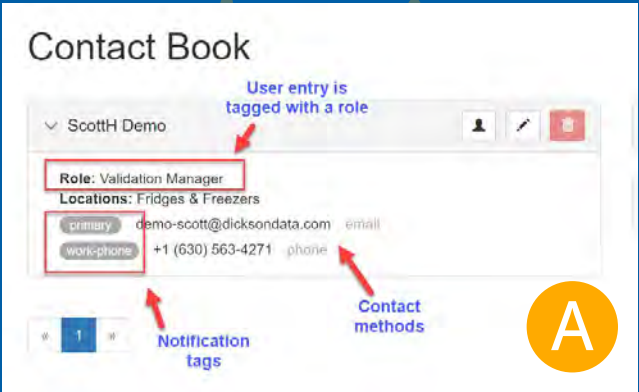 Contact Book
User entry is
tagged with a role
ScottH Demo
Role: Validation Manager
Locations: Fridges & Freezers
primary demo-scott@dicksondata.com email
work-phone +1 (630) 563-4271 phone
Contact
methods
« 1 »
Notification
tags
A